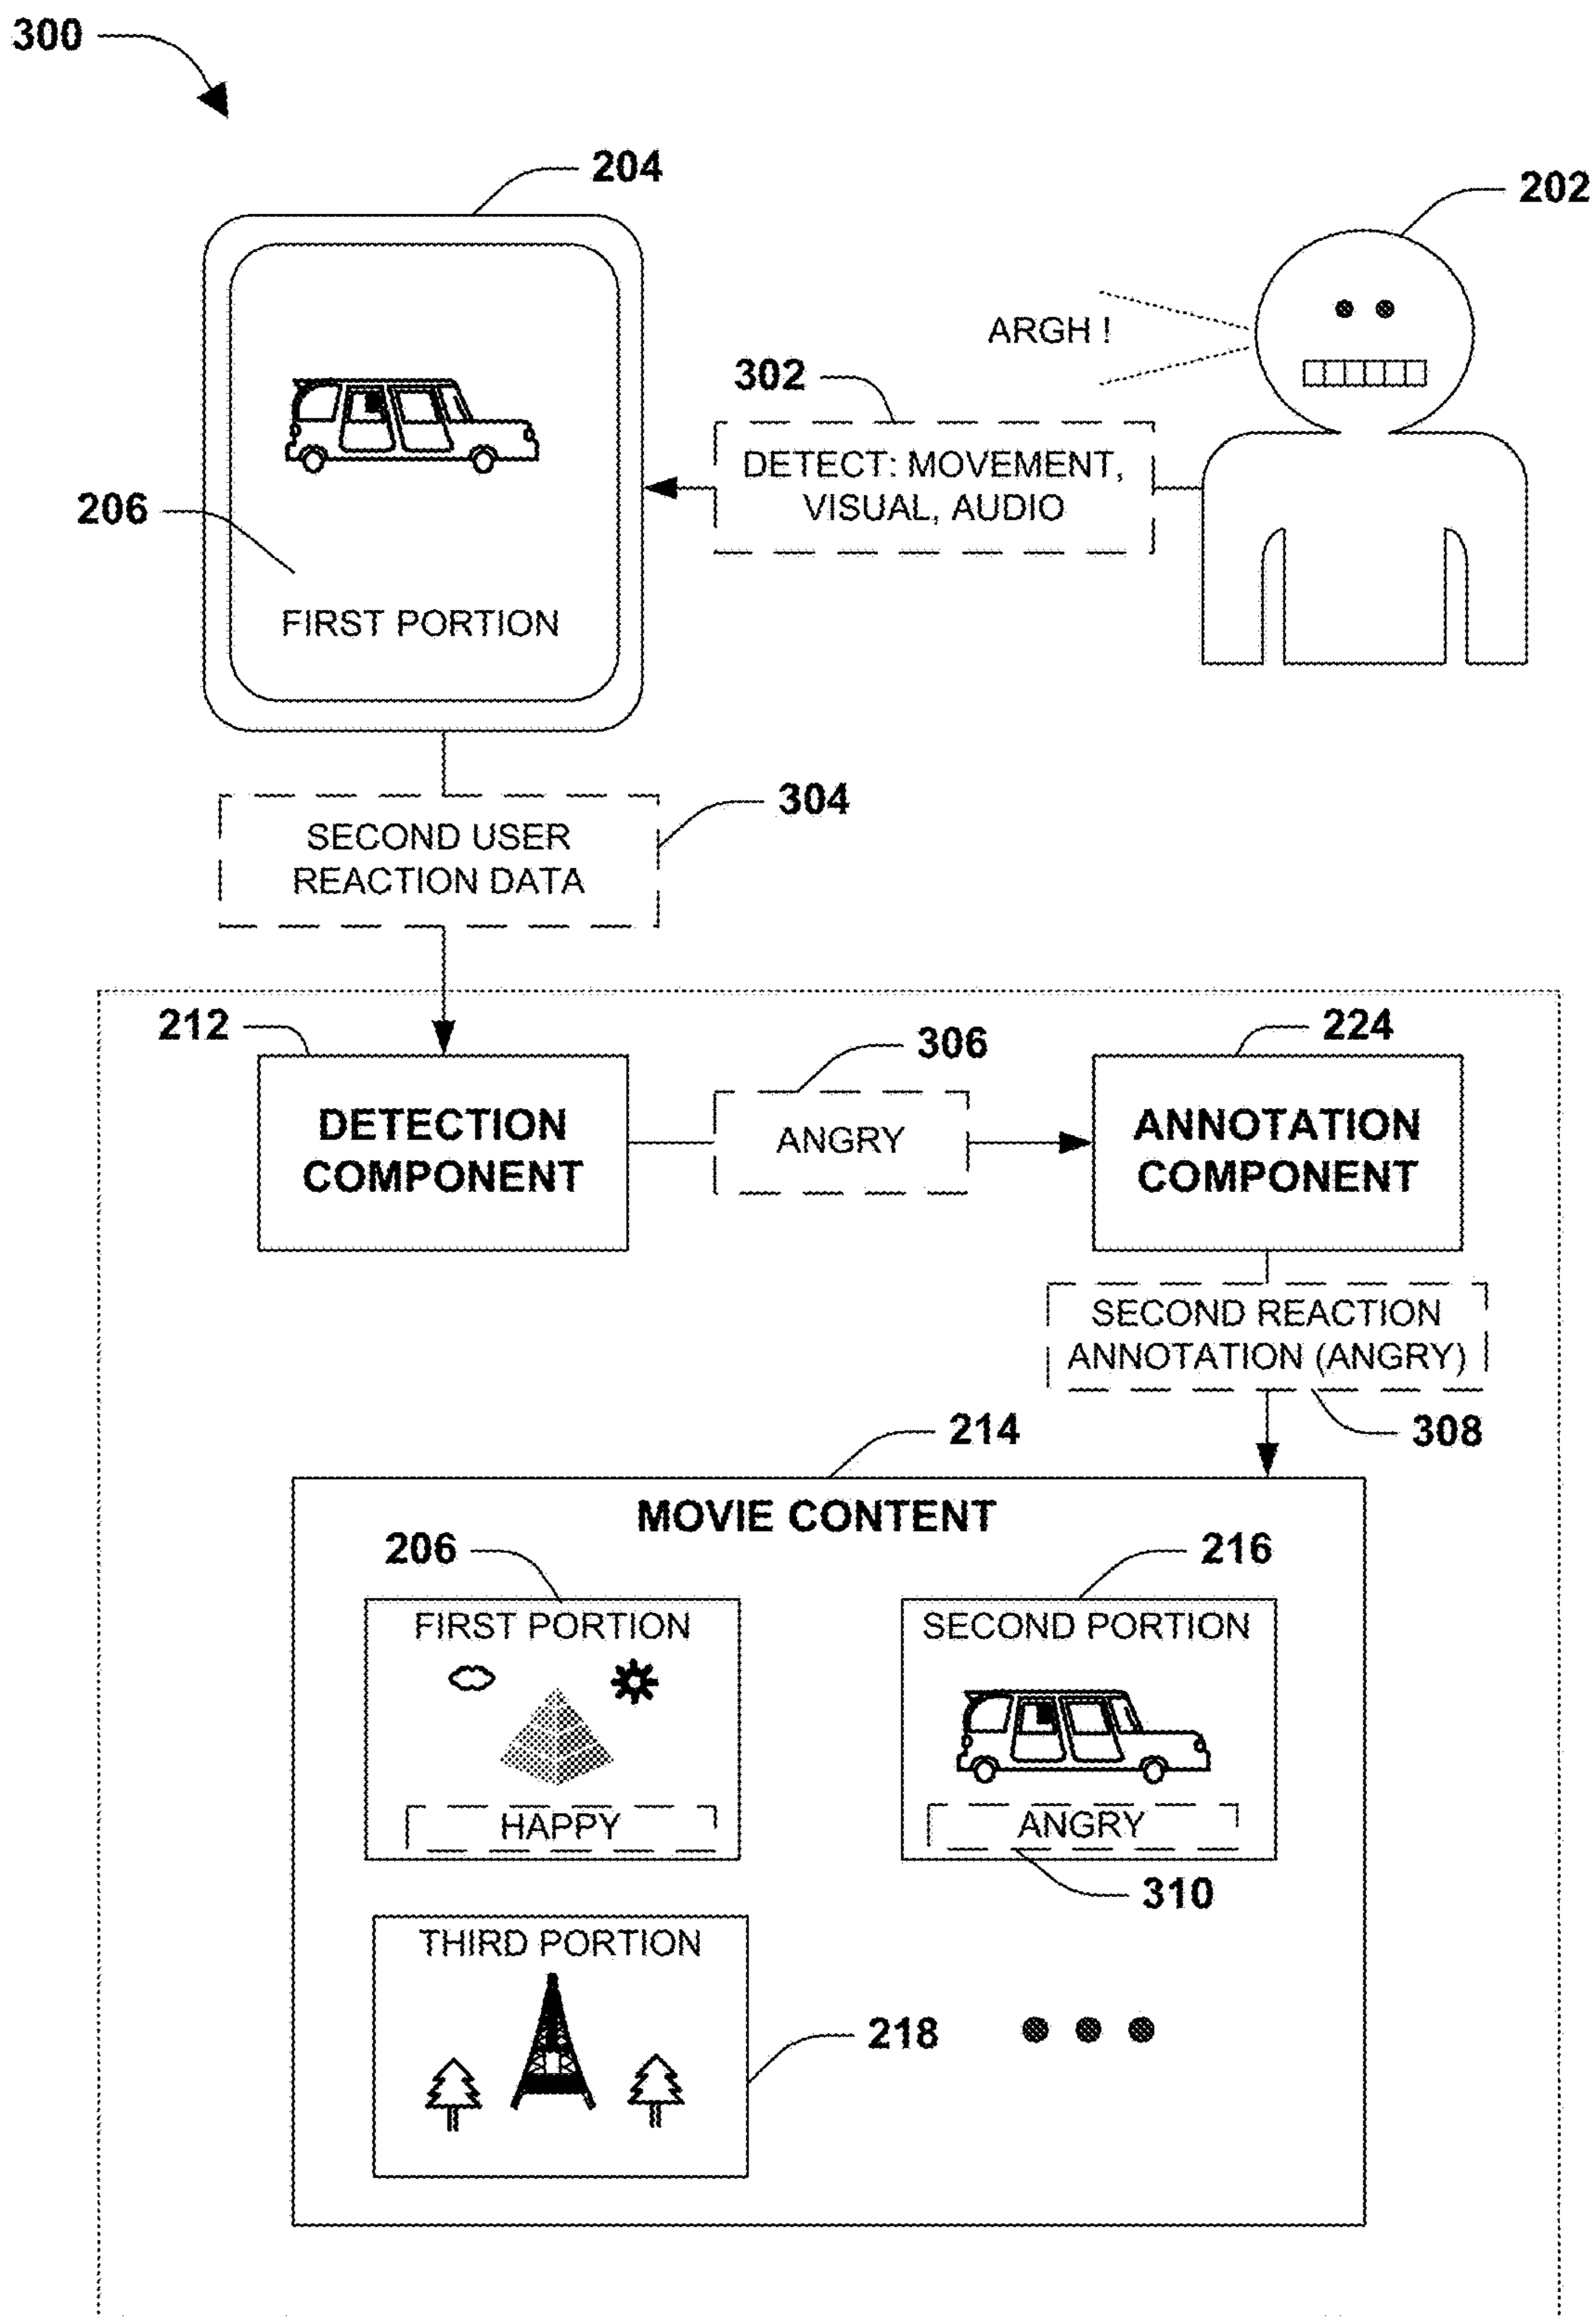 300
204
202
ARGH !
302
DETECT: MOVEMENT,
VISUAL, AUDIO
206
FIRST PORTION
304
SECOND USER
REACTION DATA
212
306
224
DETECTION
COMPONENT
ANGRY
ANNOTATION
COMPONENT
SECOND REACTION
ANNOTATION (ANGRY)
308
214
MOVIE CONTENT
206
216
FIRST PORTION
SECOND PORTION
HAPPY
ANGRY
310
THIRD PORTION
218